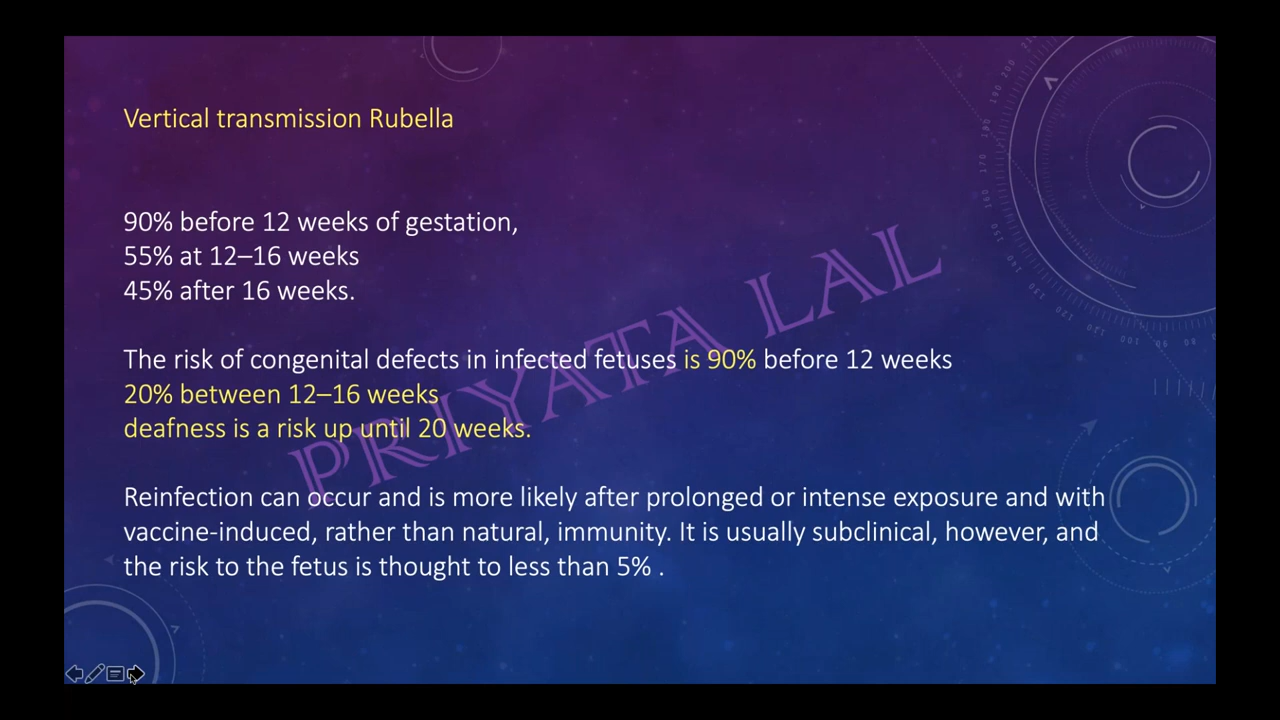 Vertical transmission Rubella
90% before 12 weeks of gestation,
55% at 12–16 weeks
45% after 16 weeks.
The risk of congenital defects in infected fetuses is 90% before 12 weeks
20% between 12–16 weeks
deafness is a risk up until 20 weeks.
Reinfection can occur and is more likely after prolonged or intense exposure and with
vaccine-induced, rather than natural, immunity. It is usually subclinical, however, and
the risk to the fetus is thought to less than 5% .
PRIYATA LAL